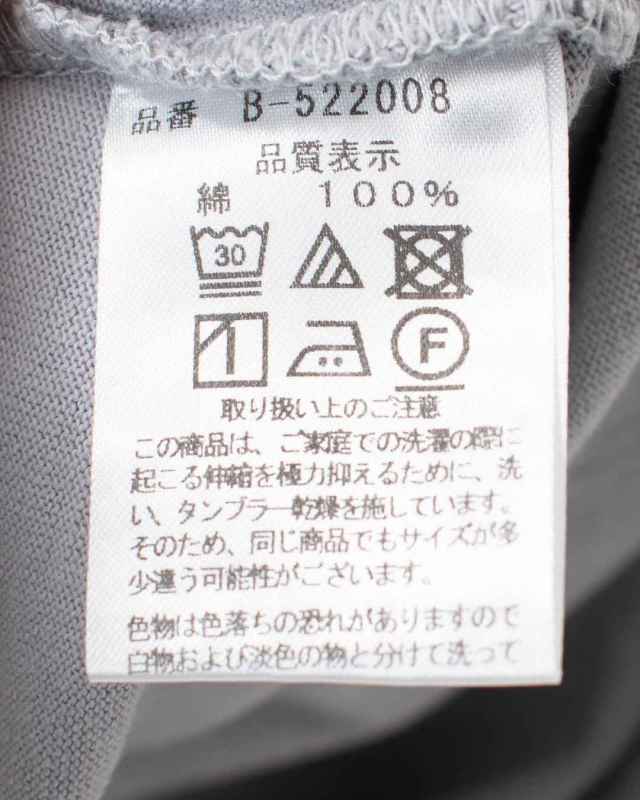 品番 B-522008
品質表示
綿 100%
30
F
取り扱い上のご注意
この商品は、ご家庭での洗濯の際に
起こる伸縮を極力抑えるために、洗
い、タンブラー乾燥を施しています。
そのため、同じ商品でもサイズが多
少違う可能性がございます。
色物は色落ちの恐れがありますので
白物および淡色の物と分けて洗って